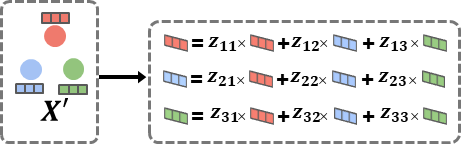 X′
= z11× + z12× + z13×
= z21× + z22× + z23×
= z31× + z32× + z33×